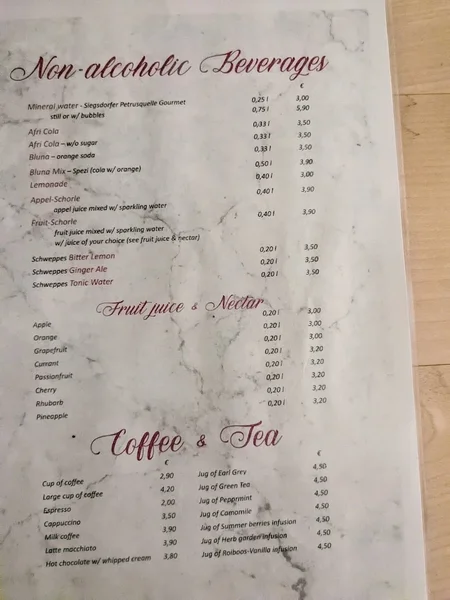 Non-alcoholic Beverages
€
Mineral water - Siegsdorfer Petrusquelle Gourmet 0,25 l 3,00
still or w/ bubbles 0,75 l 5,90
Afri Cola 0,33 l 3,50
Afri Cola – w/o sugar 0,33 l 3,50
Bluna – orange soda 0,33 l 3,50
Bluna Mix – Spezi (cola w/ orange) 0,50 l 3,90
Lemonade 0,40 l 3,00
Appel-Schorle 0,40 l 3,90
appel juice mixed w/ sparkling water
Fruit-Schorle 0,40 l 3,90
fruit juice mixed w/ sparkling water
w/ juice of your choice (see fruit juice & nectar)
Schweppes Bitter Lemon 0,20 l 3,50
Schweppes Ginger Ale 0,20 l 3,50
Schweppes Tonic Water 0,20 l 3,50
Fruit juice & Nectar
Apple 0,20 l 3,00
Orange 0,20 l 3,00
Grapefruit 0,20 l 3,00
Currant 0,20 l 3,20
Passionfruit 0,20 l 3,20
Cherry 0,20 l 3,20
Rhubarb 0,20 l 3,20
Pineapple 0,20 l 3,20
Coffee & Tea
€ €
Cup of coffee 2,90 Jug of Earl Grey 4,50
Large cup of coffee 4,20 Jug of Green Tea 4,50
Espresso 2,00 Jug of Peppermint 4,50
Cappuccino 3,50 Jug of Camomile 4,50
Milk coffee 3,90 Jug of Summer berries infusion 4,50
Latte macchiato 3,90 Jug of Herb garden infusion 4,50
Hot chocolate w/ whipped cream 3,80 Jug of Roiboos-Vanilla infusion 4,50